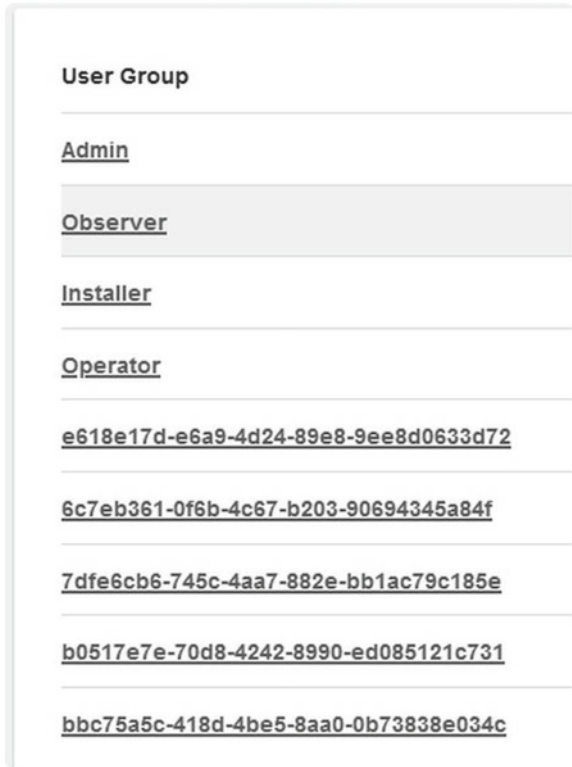 User Group
Admin
Observer
Installer
Operator
e618e17d-e6a9-4d24-89e8-9ee8d0633d72
6c7eb361-0f6b-4c67-b203-90694345a84f
7dfe6cb6-745c-4aa7-882e-bb1ac79c185e
b0517e7e-70d8-4242-8990-ed085121c731
bbc75a5c-418d-4be5-8aa0-0b73838e034c